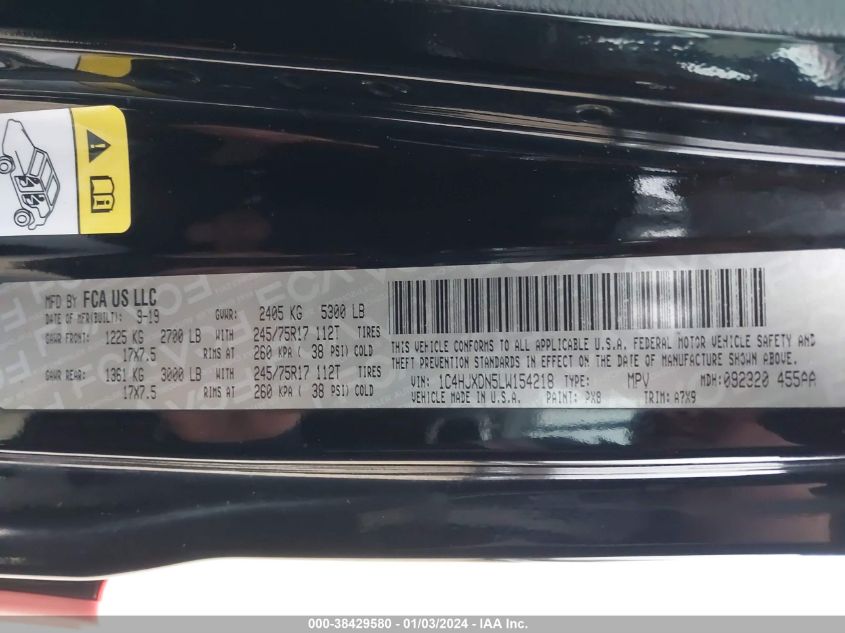 MFD BY FCA US LLC
DATE OF MFR(BUILT): 9-19 GVWR: 2405 KG 5300 LB
GAWR FRONT: 1225 KG 2700 LB WITH 245/75R17 112T TIRES
17X7.5 RIMS AT 260 KPA ( 38 PSI) COLD
GAWR REAR: 1361 KG 3000 LB WITH 245/75R17 112T TIRES
17X7.5 RIMS AT 260 KPA ( 38 PSI) COLD
THIS VEHICLE CONFORMS TO ALL APPLICABLE U.S.A. FEDERAL MOTOR VEHICLE SAFETY AND
THEFT PREVENTION STANDARDS IN EFFECT ON THE DATE OF MANUFACTURE SHOWN ABOVE.
VIN: 1C4HJXDN5LW154218 TYPE: MPV MDH: 092320 455AA
VEHICLE MADE IN U.S.A. PAINT: PX8 TRIM: A7X9
000-38429580 - 01/03/2024 - IAA Inc.